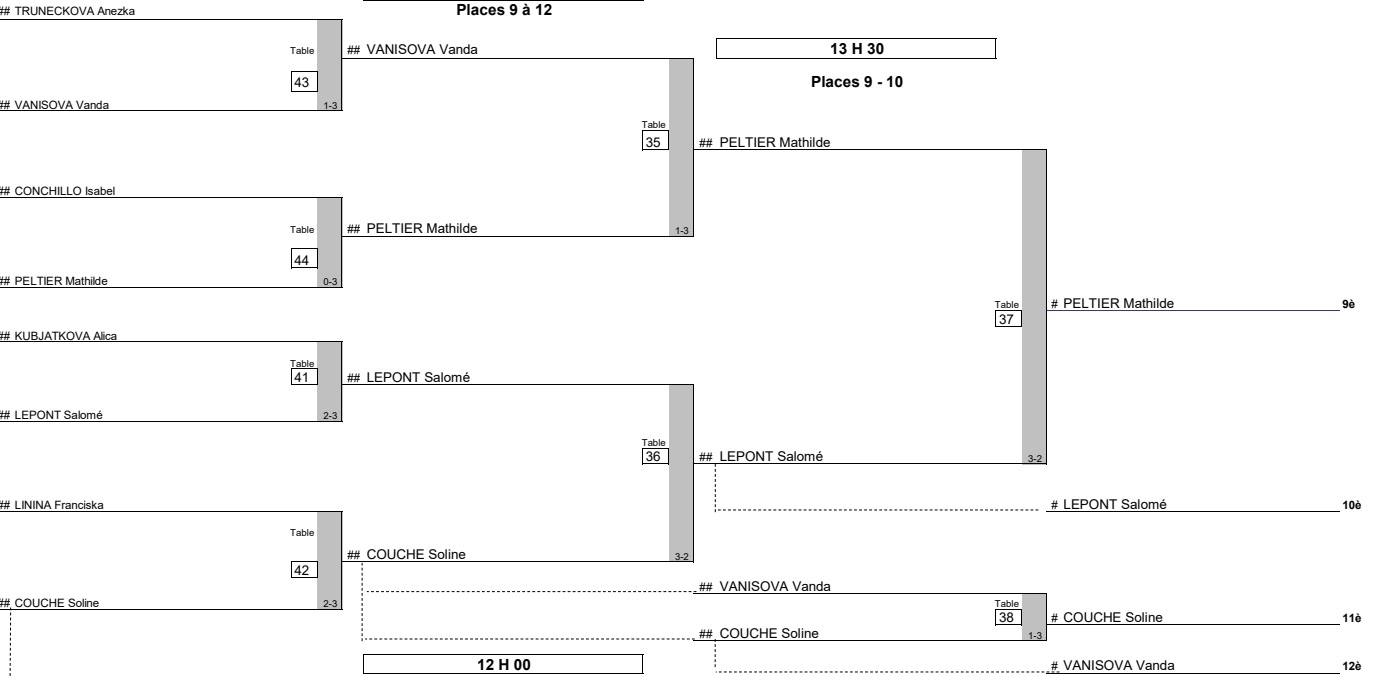 ## TRUNECKOVA Anezka
Places 9 à 12
Table
## VANISOVA Vanda
13 H 30
43
Places 9 - 10
## VANISOVA Vanda
1-3
Table
35
## PELTIER Mathilde
## CONCHILLO Isabel
Table
## PELTIER Mathilde
1-3
44
## PELTIER Mathilde
0-3
Table
37
# PELTIER Mathilde
9è
## KUBJATKOVA Alica
Table
41
## LEPONT Salomé
## LEPONT Salomé
2-3
Table
36
## LEPONT Salomé
3-2
## LININA Franciska
# LEPONT Salomé
10è
Table
42
## COUCHE Soline
3-2
## VANISOVA Vanda
## COUCHE Soline
2-3
Table
38
# COUCHE Soline
11è
## COUCHE Soline
1-3
12 H 00
# VANISOVA Vanda
12è